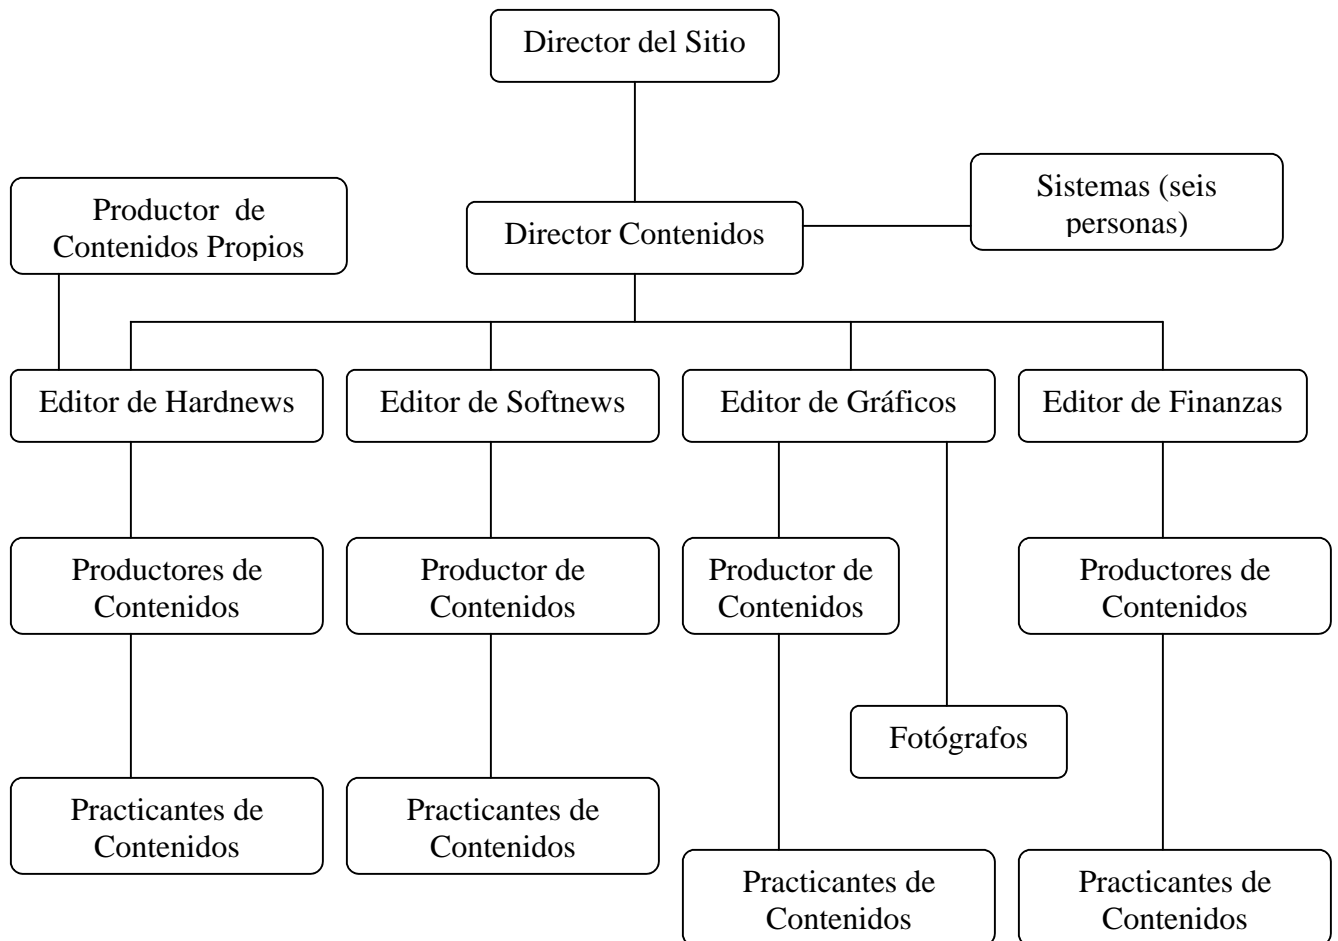 Director del Sitio
Sistemas (seis
personas)
Productor de
Contenidos Propios
Director Contenidos
Editor de Hardnews
Editor de Softnews
Editor de Gráficos
Editor de Finanzas
Productores de
Contenidos
Productor de
Contenidos
Productor de
Contenidos
Productores de
Contenidos
Fotógrafos
Practicantes de
Contenidos
Practicantes de
Contenidos
Practicantes de
Contenidos
Practicantes de
Contenidos